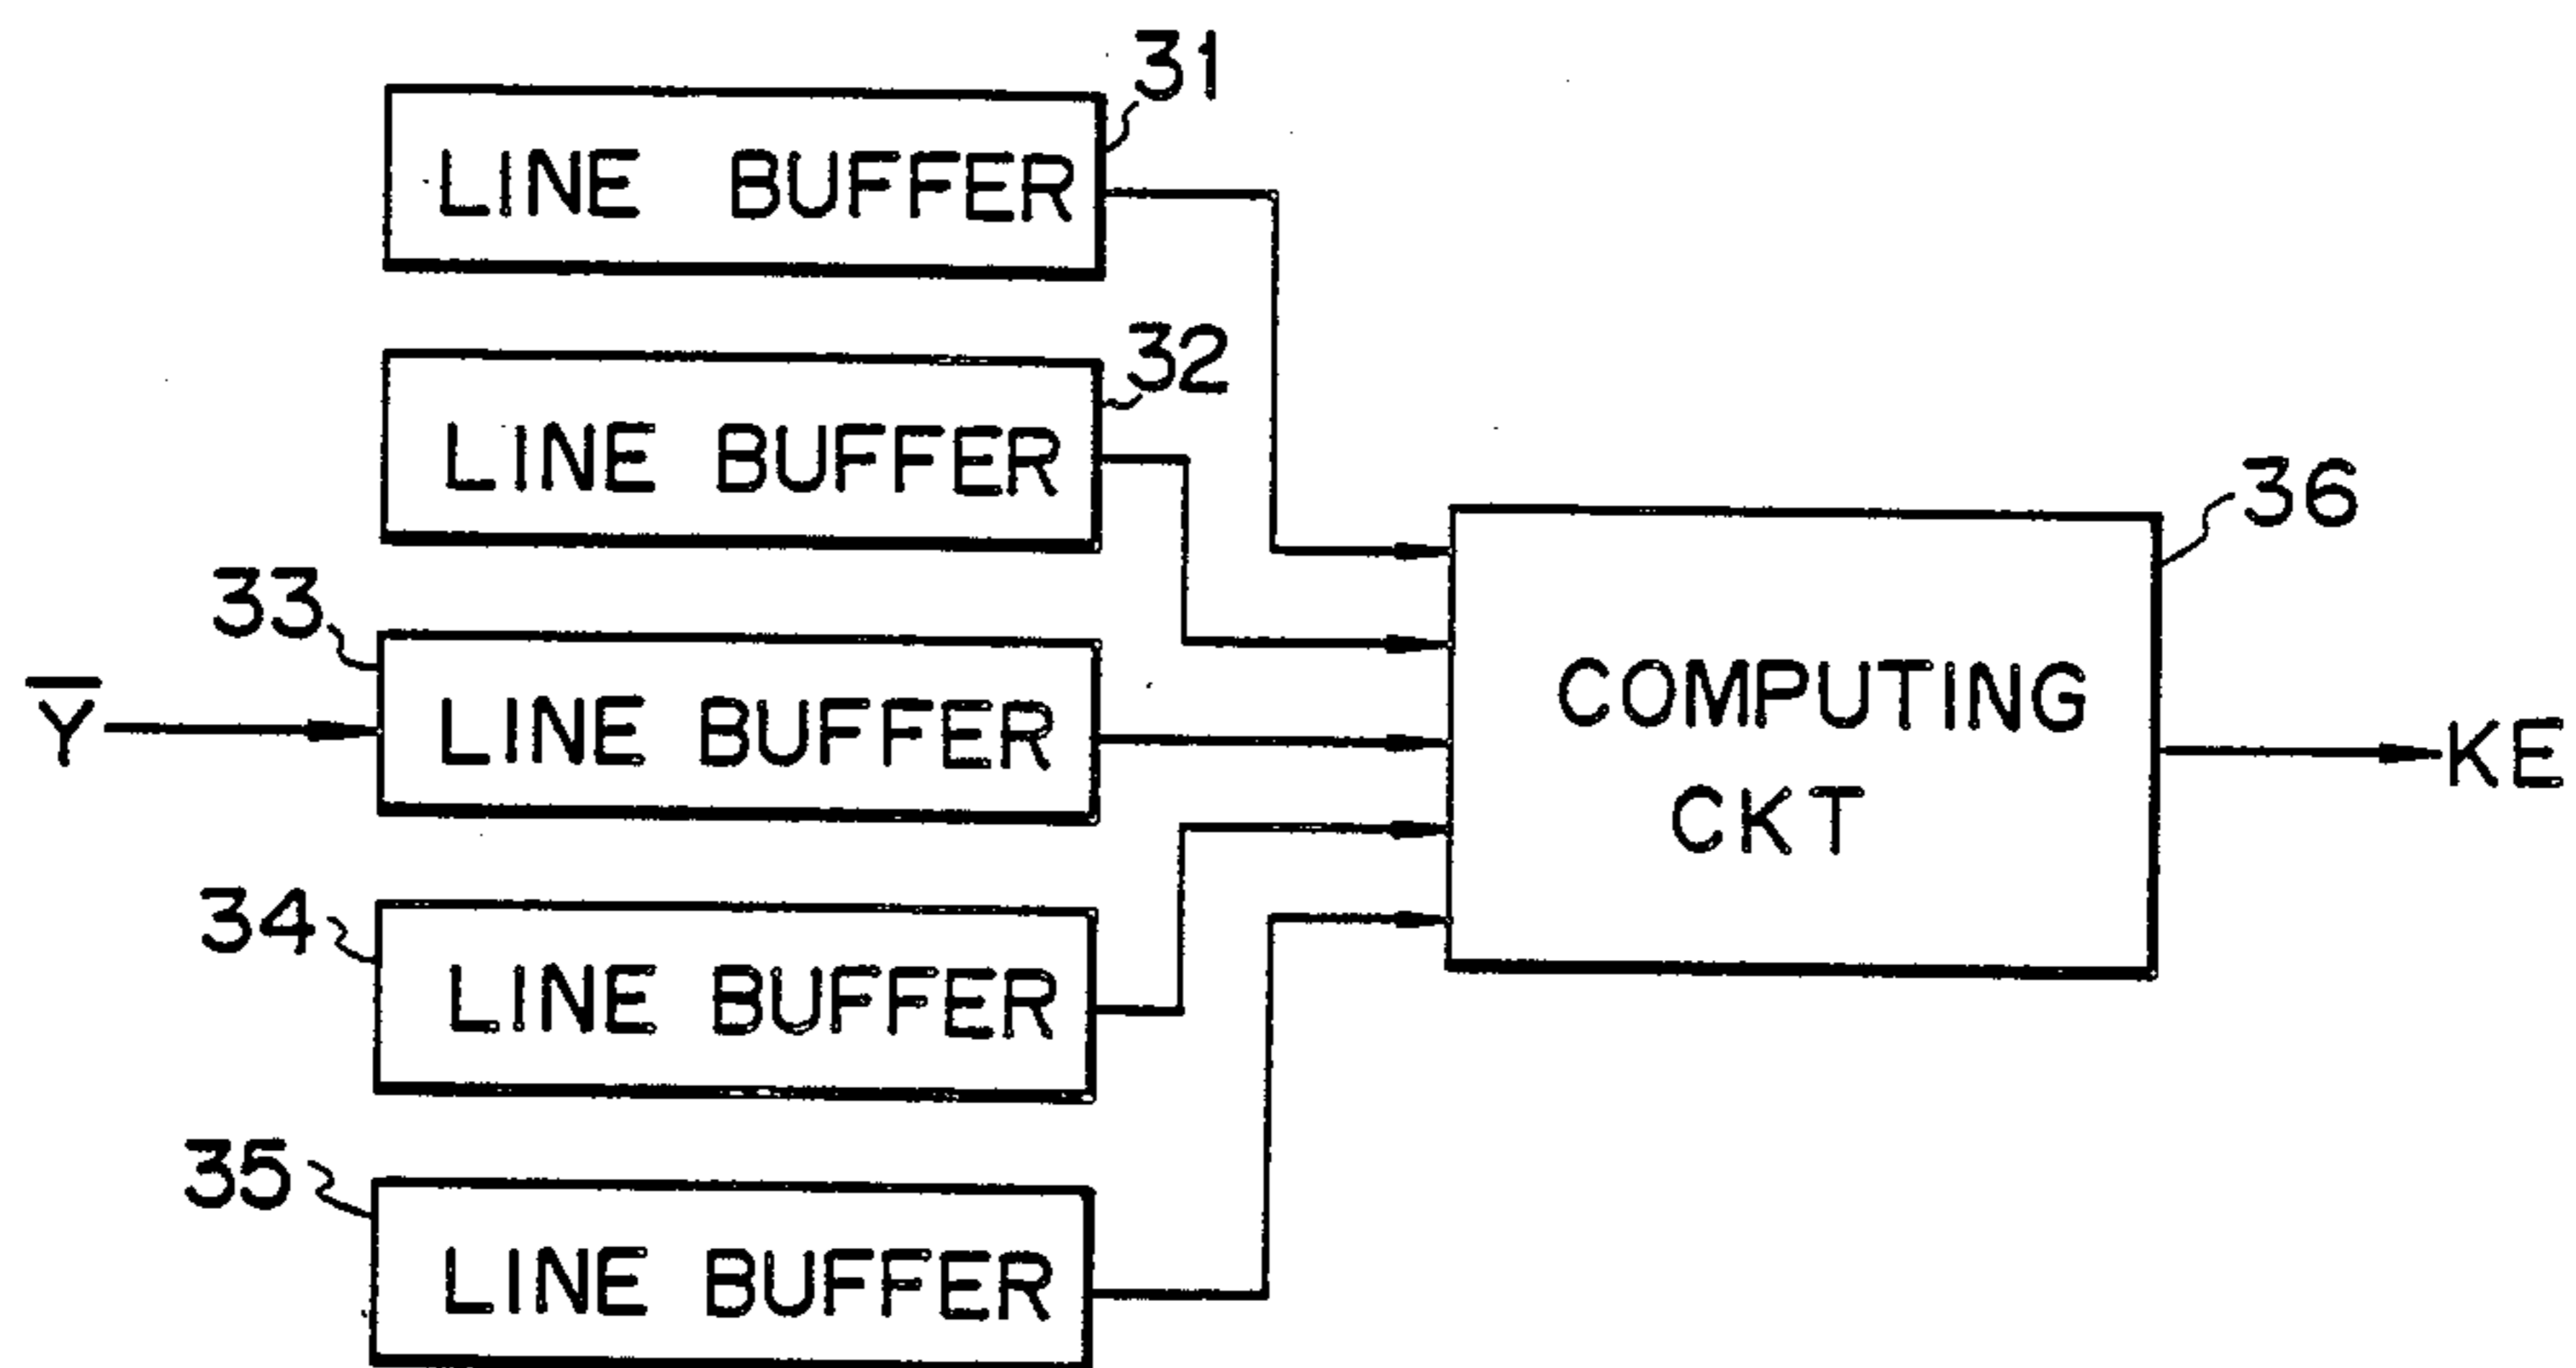 31
LINE BUFFER
32
LINE BUFFER
36
33
Y̅
LINE BUFFER
COMPUTING
CKT
KE
34
LINE BUFFER
35
LINE BUFFER